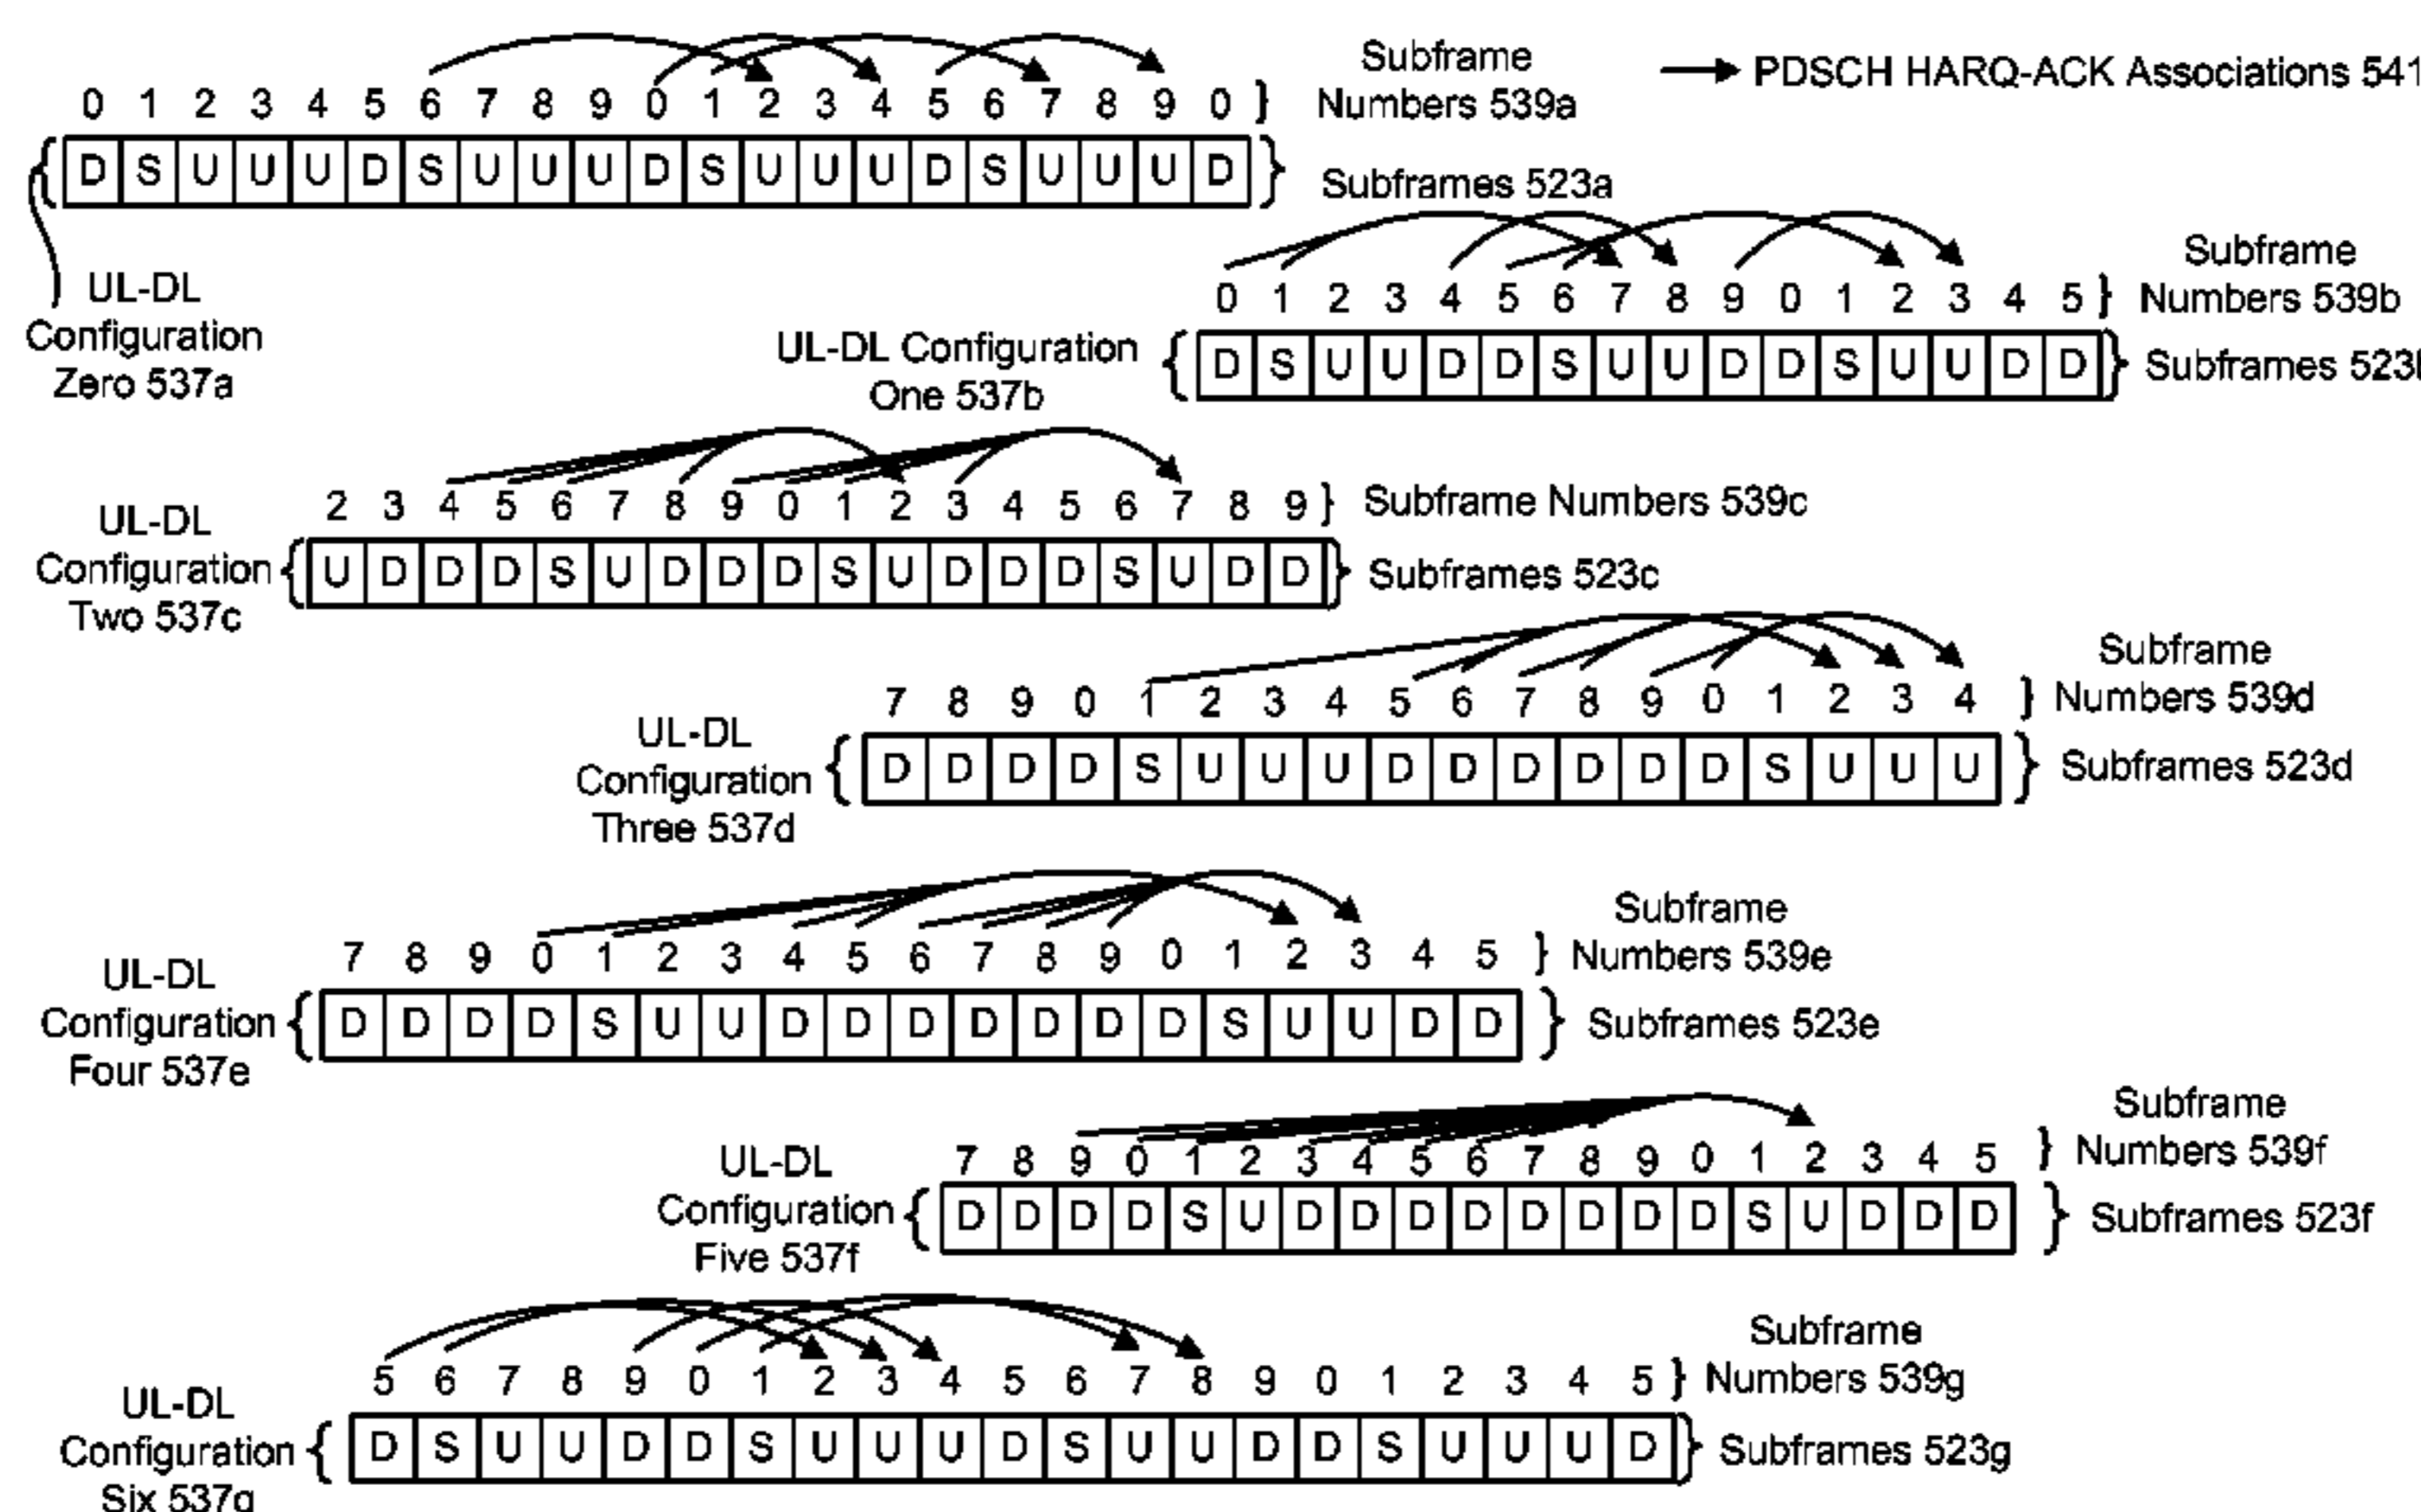 Subframe
Numbers 539a
PDSCH HARQ-ACK Associations 541
0 1 2 3 4 5 6 7 8 9 0 1 2 3 4 5 6 7 8 9 0
D S U U U D S U U U D S U U U D S U U U D
Subframes 523a
UL-DL
Configuration
Zero 537a
Subframe
Numbers 539b
0 1 2 3 4 5 6 7 8 9 0 1 2 3 4 5
UL-DL Configuration
One 537b
D S U U D D S U U D D S U U D D
Subframes 523b
2 3 4 5 6 7 8 9 0 1 2 3 4 5 6 7 8 9
Subframe Numbers 539c
UL-DL
Configuration
Two 537c
U D D D S U D D D S U D D D S U D D
Subframes 523c
Subframe
Numbers 539d
7 8 9 0 1 2 3 4 5 6 7 8 9 0 1 2 3 4
UL-DL
Configuration
Three 537d
D D D D S U U U D D D D D D S U U U
Subframes 523d
Subframe
Numbers 539e
7 8 9 0 1 2 3 4 5 6 7 8 9 0 1 2 3 4 5
UL-DL
Configuration
Four 537e
D D D D S U U D D D D D D D S U U D D
Subframes 523e
Subframe
Numbers 539f
7 8 9 0 1 2 3 4 5 6 7 8 9 0 1 2 3 4 5
UL-DL
Configuration
Five 537f
D D D D S U D D D D D D D D S U D D D
Subframes 523f
Subframe
Numbers 539g
5 6 7 8 9 0 1 2 3 4 5 6 7 8 9 0 1 2 3 4 5
UL-DL
Configuration
Six 537g
D S U U D D S U U U D S U U D D S U U U D
Subframes 523g